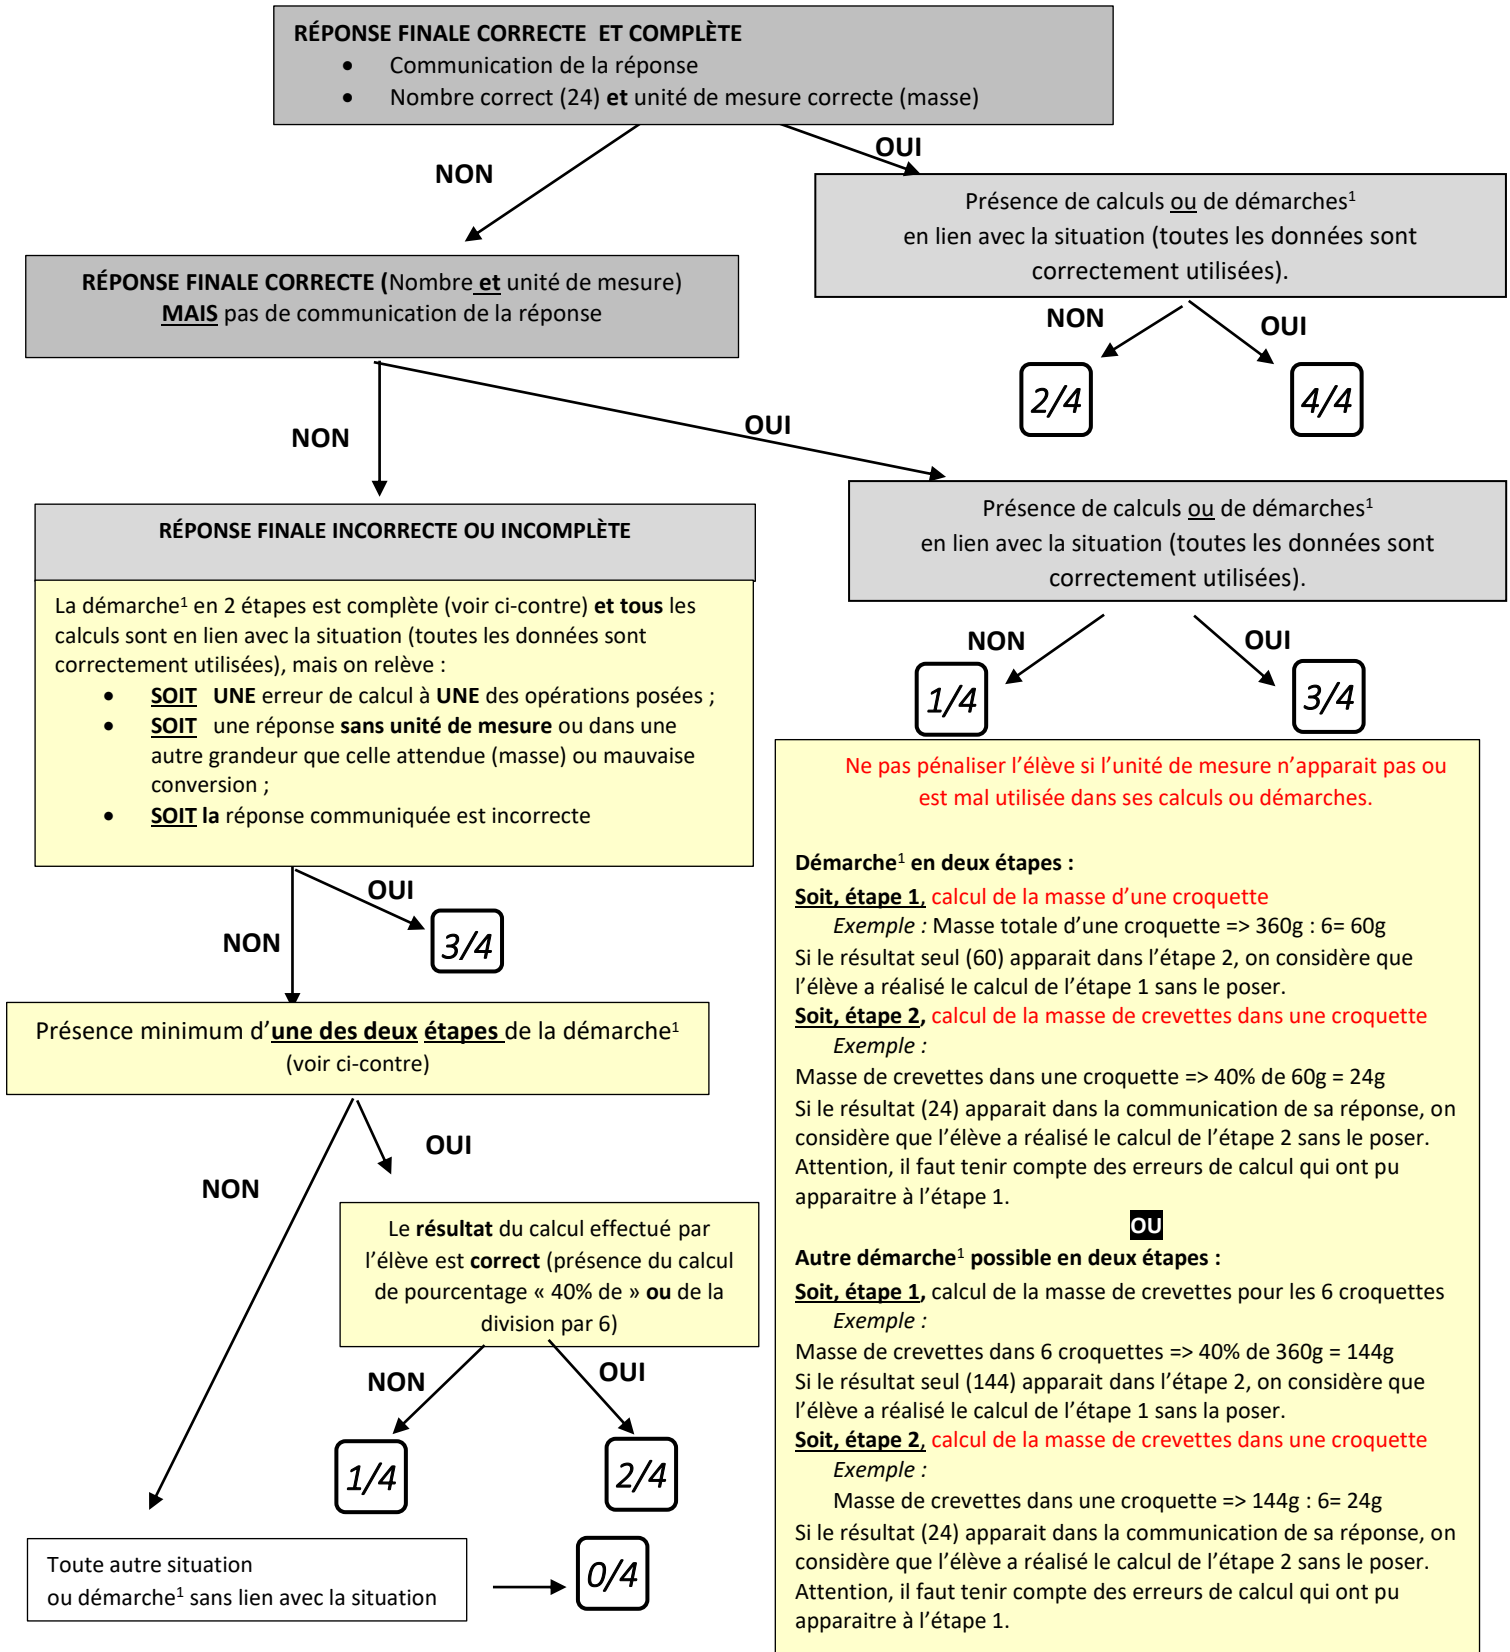 RÉPONSE FINALE CORRECTE ET COMPLÈTE
• Communication de la réponse
• Nombre correct (24) et unité de mesure correcte (masse)
NON
OUI
Présence de calculs ou de démarches¹
en lien avec la situation (toutes les données sont
correctement utilisées).
RÉPONSE FINALE CORRECTE (Nombre et unité de mesure)
MAIS pas de communication de la réponse
NON
OUI
2/4
4/4
NON
OUI
Présence de calculs ou de démarches¹
en lien avec la situation (toutes les données sont
correctement utilisées).
NON
OUI
1/4
3/4
RÉPONSE FINALE INCORRECTE OU INCOMPLÈTE
La démarche¹ en 2 étapes est complète (voir ci-contre) et tous les
calculs sont en lien avec la situation (toutes les données sont
correctement utilisées), mais on relève :
• SOIT UNE erreur de calcul à UNE des opérations posées ;
• SOIT une réponse sans unité de mesure ou dans une
autre grandeur que celle attendue (masse) ou mauvaise
conversion ;
• SOIT la réponse communiquée est incorrecte
OUI
NON
3/4
Présence minimum d’une des deux étapes de la démarche¹
(voir ci-contre)
OUI
NON
Le résultat du calcul effectué par
l’élève est correct (présence du calcul
de pourcentage « 40% de » ou de la
division par 6)
NON
OUI
1/4
2/4
Toute autre situation
ou démarche¹ sans lien avec la situation
0/4
Ne pas pénaliser l’élève si l’unité de mesure n’apparait pas ou
est mal utilisée dans ses calculs ou démarches.
Démarche¹ en deux étapes :
Soit, étape 1, calcul de la masse d’une croquette
Exemple : Masse totale d’une croquette => 360g : 6= 60g
Si le résultat seul (60) apparait dans l’étape 2, on considère que
l’élève a réalisé le calcul de l’étape 1 sans le poser.
Soit, étape 2, calcul de la masse de crevettes dans une croquette
Exemple :
Masse de crevettes dans une croquette => 40% de 60g = 24g
Si le résultat (24) apparait dans la communication de sa réponse, on
considère que l’élève a réalisé le calcul de l’étape 2 sans le poser.
Attention, il faut tenir compte des erreurs de calcul qui ont pu
apparaitre à l’étape 1.
OU
Autre démarche¹ possible en deux étapes :
Soit, étape 1, calcul de la masse de crevettes pour les 6 croquettes
Exemple :
Masse de crevettes dans 6 croquettes => 40% de 360g = 144g
Si le résultat seul (144) apparait dans l’étape 2, on considère que
l’élève a réalisé le calcul de l’étape 1 sans la poser.
Soit, étape 2, calcul de la masse de crevettes dans une croquette
Exemple :
Masse de crevettes dans une croquette => 144g : 6= 24g
Si le résultat (24) apparait dans la communication de sa réponse, on
considère que l’élève a réalisé le calcul de l’étape 2 sans le poser.
Attention, il faut tenir compte des erreurs de calcul qui ont pu
apparaitre à l’étape 1.